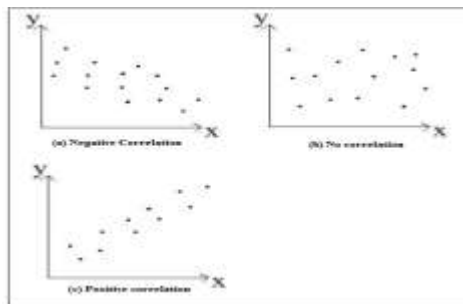 y
x
(a) Negative Correlation
y
x
(b) No correlation
y
x
(c) Positive correlation